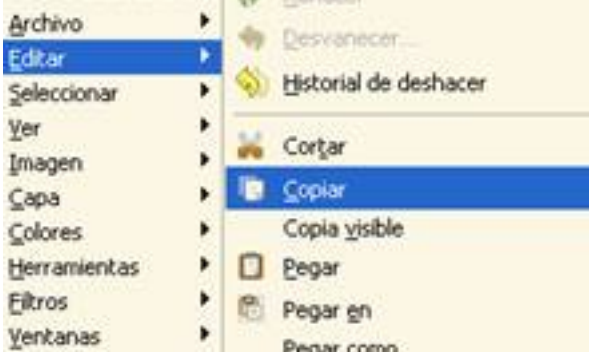 Archivo
Editar
Seleccionar
Ver
Imagen
Capa
Colores
Herramientas
Filtros
Ventanas
Desvanecer...
Historial de deshacer
Cortar
Copiar
Copia visible
Pegar
Pegar en
Pegar como